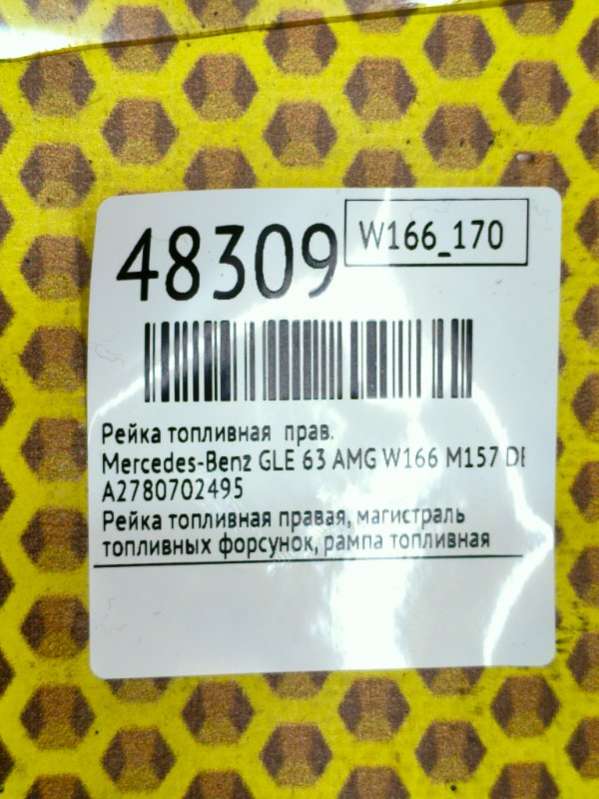 48309
W166_170
Рейка топливная прав.
Mercedes-Benz GLE 63 AMG W166 M157 DE
A2780702495
Рейка топливная правая, магистраль
топливных форсунок, рампа топливная